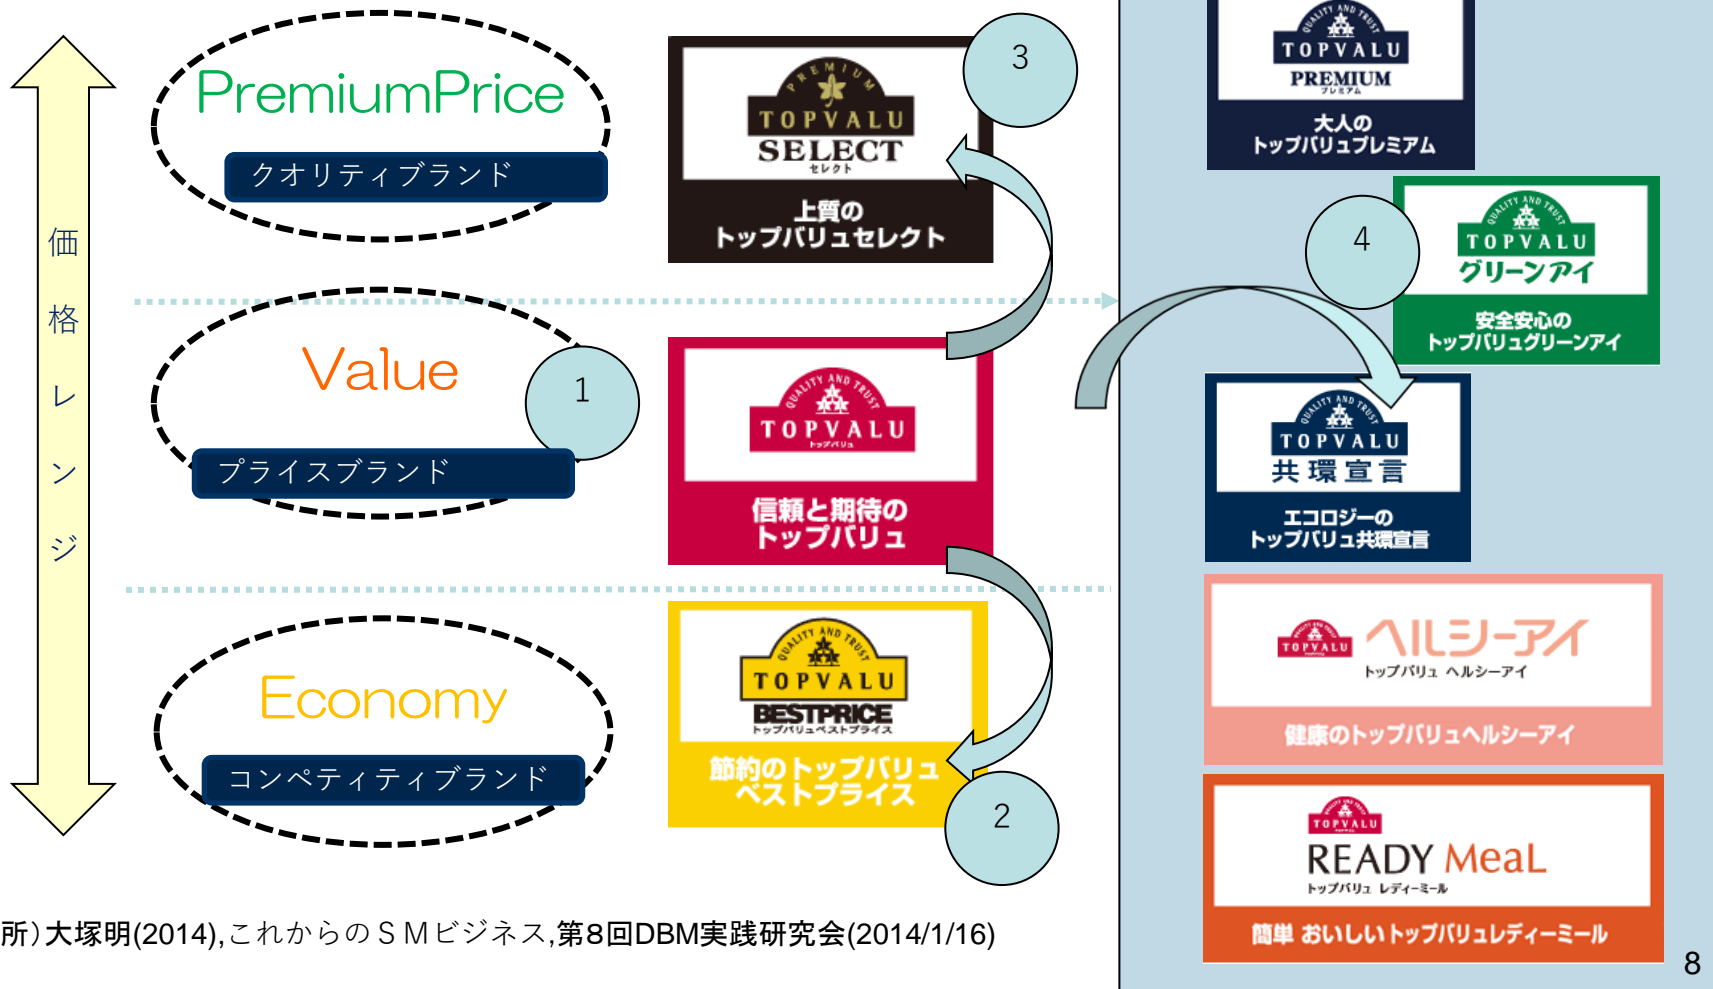 価
格
レ
ン
ジ
PremiumPrice
クオリティブランド
Value
1
プライスブランド
Economy
コンペティティブランド
PREMIUM
TOPVALU
SELECT
セレクト
上質の
トップバリュセレクト
3
QUALITY AND TRUST
TOPVALU
トップバリュ
信頼と期待の
トップバリュ
QUALITY AND TRUST
TOPVALU
BESTPRICE
トップバリュベストプライス
節約のトップバリュ
ベストプライス
2
QUALITY AND TRUST
TOPVALU
PREMIUM
プレミアム
大人の
トップバリュプレミアム
4
QUALITY AND TRUST
TOPVALU
グリーンアイ
安全安心の
トップバリュグリーンアイ
QUALITY AND TRUST
TOPVALU
共環宣言
エコロジーの
トップバリュ共環宣言
TOPVALU
ヘルシーアイ
トップバリュ ヘルシーアイ
健康のトップバリュヘルシーアイ
TOPVALU
READY MeaL
トップバリュ レディーミール
簡単 おいしいトップバリュレディーミール
所）大塚明(2014),これからのＳＭビジネス,第8回DBM実践研究会(2014/1/16)
8